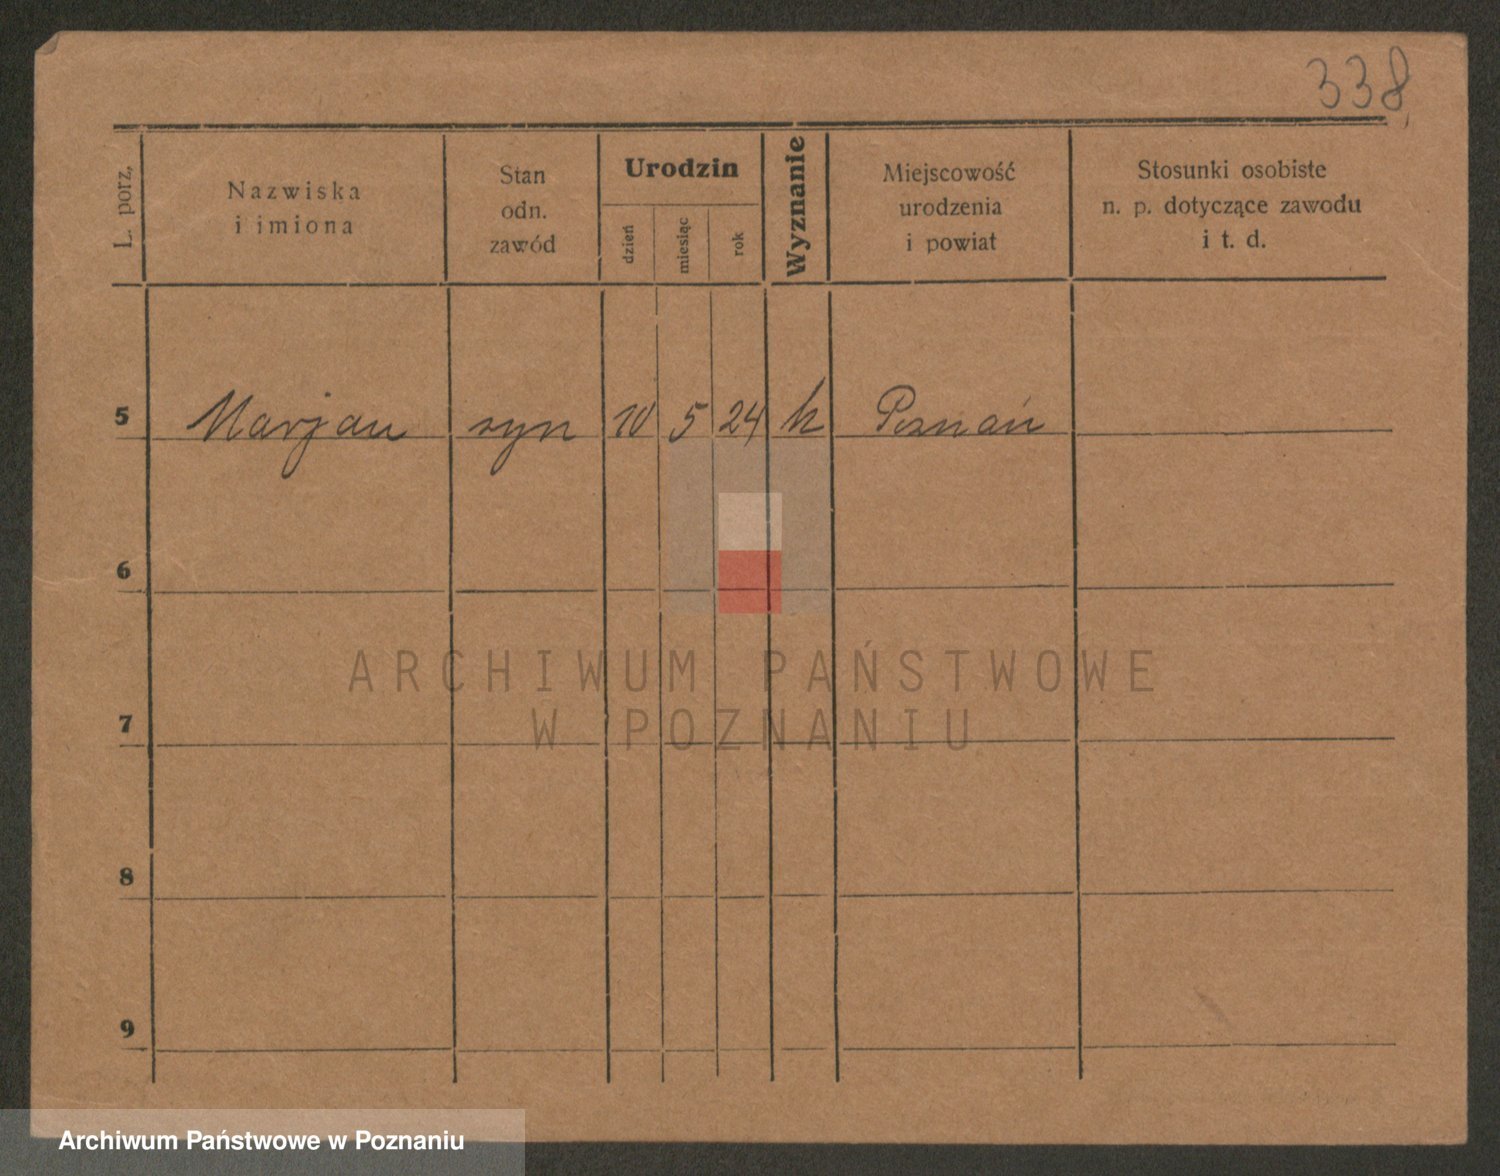 338
L. porz.
Nazwiska
i imiona
Stan
odn.
zawód
Urodzin
dzień
miesiąc
rok
Wyznanie
Miejscowość
urodzenia
i powiat
Stosunki osobiste
n. p. dotyczące zawodu
i t. d.
5 Marjan syn 10 5 24 k Poznań
6
ARCHIWUM PAŃSTWOWE
7
W POZNANIU
8
9
Archiwum Państwowe w Poznaniu